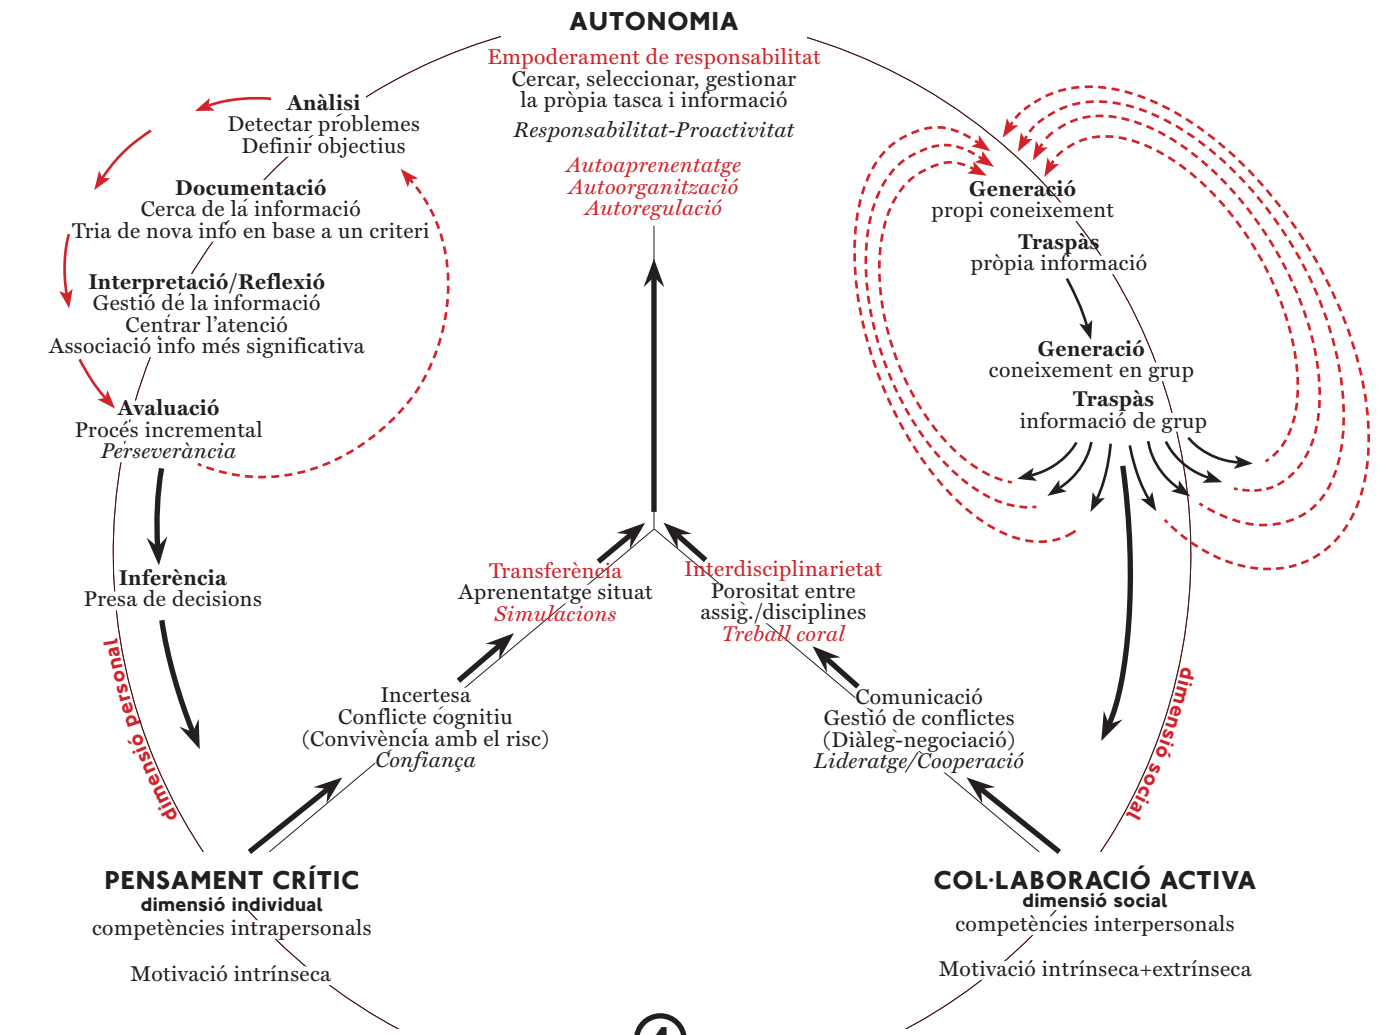 AUTONOMIA
Empoderament de responsabilitat
Cercar, seleccionar, gestionar
la pròpia tasca i informació
Responsabilitat-Proactivitat
Autoaprenentatge
Autoorganització
Autoregulació
Anàlisi
Detectar problemes
Definir objectius
Documentació
Cerca de la informació
Tria de nova info en base a un criteri
Interpretació/Reflexió
Gestió de la informació
Centrar l’atenció
Associació info més significativa
Avaluació
Procés incremental
Perseverància
Inferència
Presa de decisions
dimensió personal
Generació
propi coneixement
Traspàs
pròpia informació
Generació
coneixement en grup
Traspàs
informació de grup
dimensió social
Transferència
Aprenentatge situat
Simulacions
Interdisciplinarietat
Porositat entre
assig./disciplines
Treball coral
Incertesa
Conflicte cognitiu
(Convivència amb el risc)
Confiança
Comunicació
Gestió de conflictes
(Diàleg-negociació)
Lideratge/Cooperació
PENSAMENT CRÍTIC
dimensió individual
competències intrapersonals
Motivació intrínseca
COL·LABORACIÓ ACTIVA
dimensió social
competències interpersonals
Motivació intrínseca+extrínseca